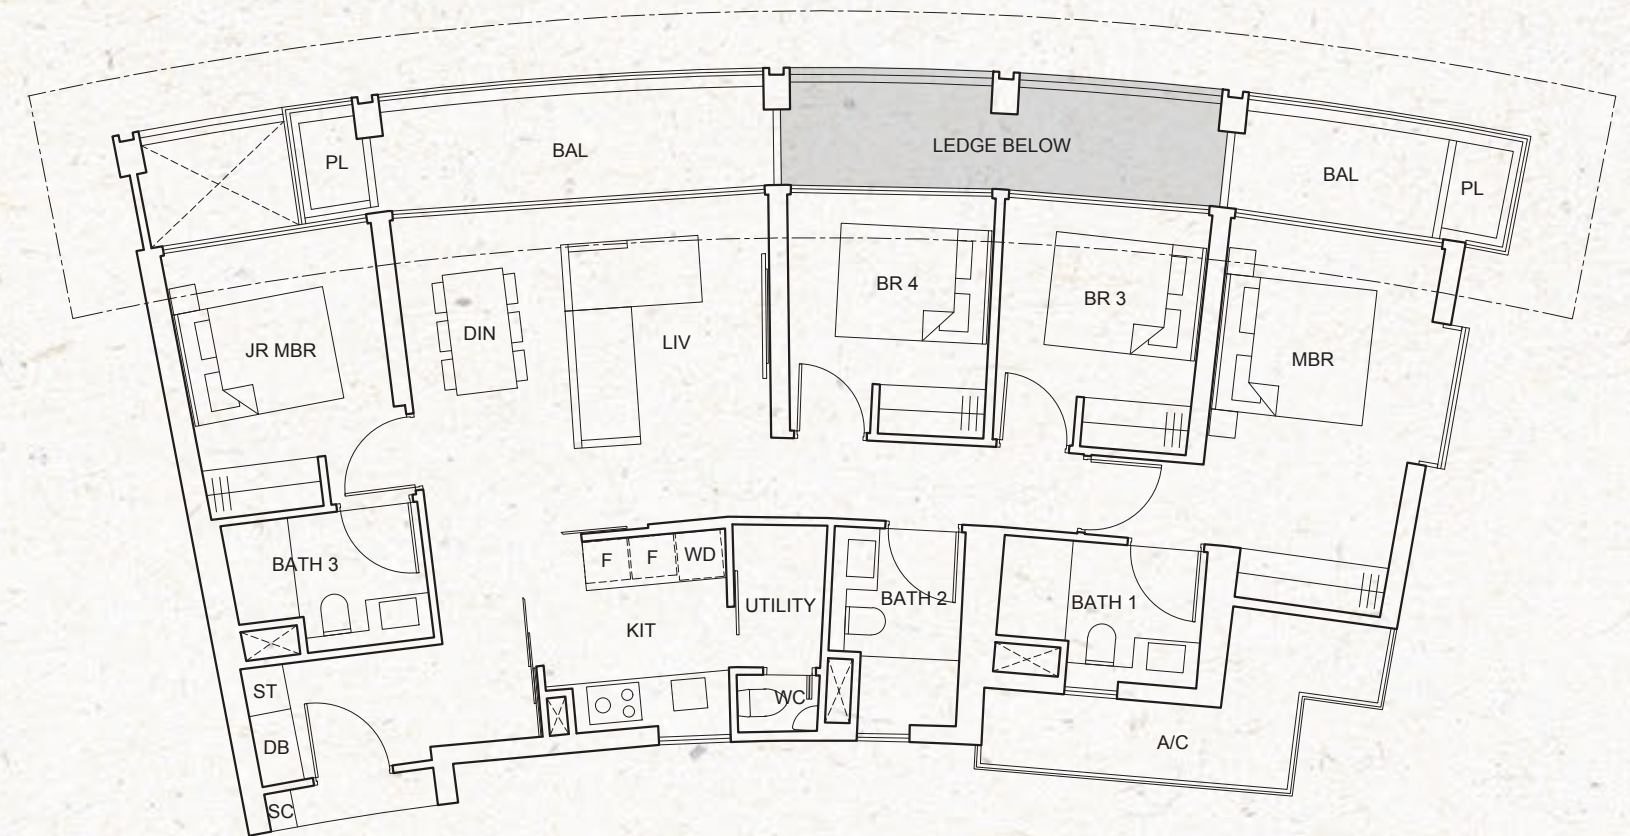 LEDGE BELOW
PL
BAL
BAL
PL
BR 4
BR 3
DIN
LIV
JR MBR
MBR
F
F
WD
BATH 3
UTILITY
BATH 2
BATH 1
KIT
ST
WC
DB
A/C
SC